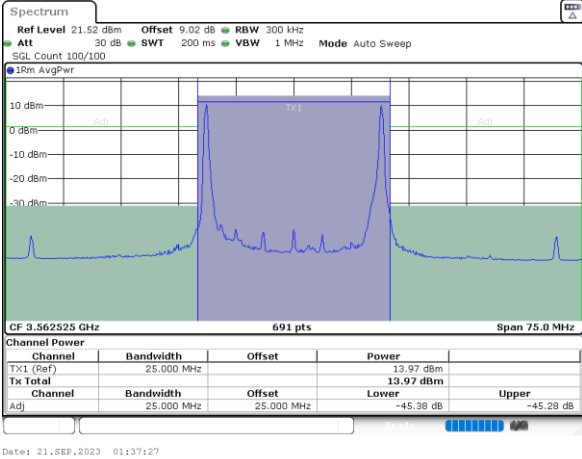 Spectrum
Ref Level 21.52 dBm Offset 9.02 dB RBW 300 kHz
Att 30 dB SWT 200 ms VBW 1 MHz Mode Auto Sweep
SGL Count 100/100
1Rm AvgPwr
10 dBm
TX1
Adj Adj
0 dBm
-10 dBm
-20 dBm
-30 dBm
CF 3.562525 GHz 691 pts Span 75.0 MHz
Channel Power
Channel Bandwidth Offset Power
TX1 (Ref) 25.000 MHz 13.97 dBm
Tx Total 13.97 dBm
Channel Bandwidth Offset Lower Upper
Adj 25.000 MHz 25.000 MHz -45.38 dB -45.28 dB
Ready
Date: 21.SEP.2023 01:37:27